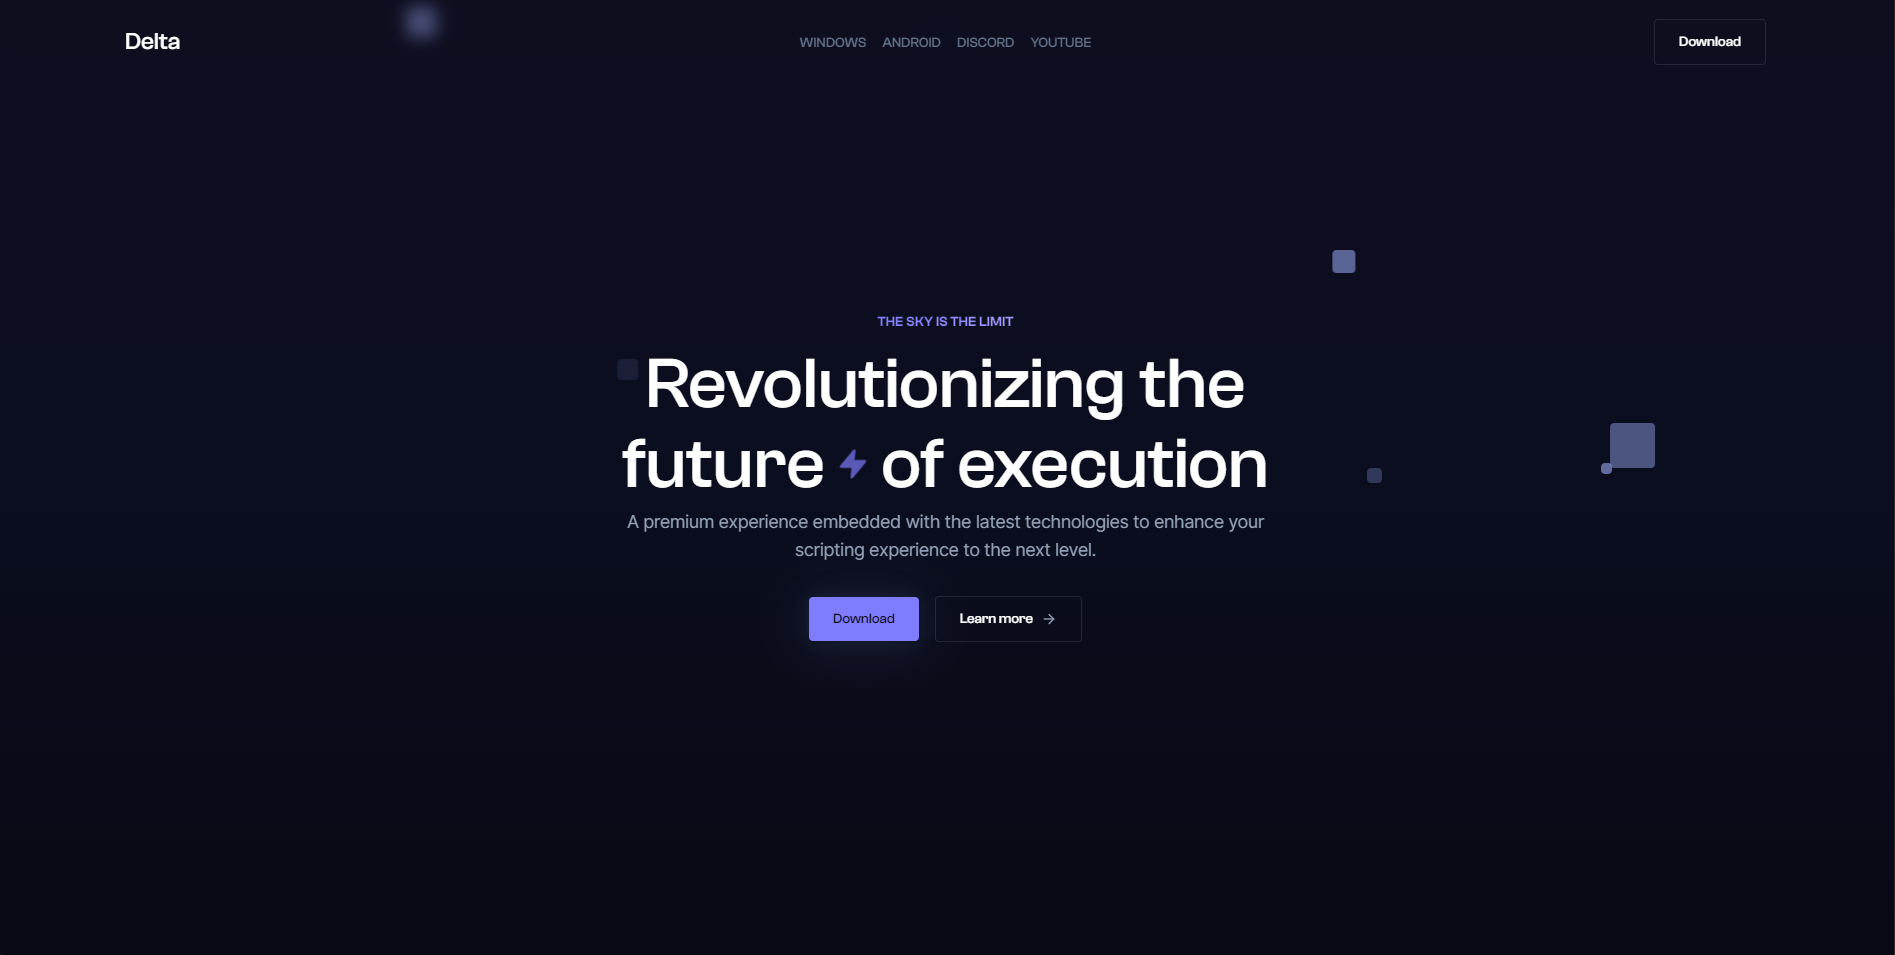 Delta
WINDOWS ANDROID DISCORD YOUTUBE
Download
THE SKY IS THE LIMIT
Revolutionizing the
future of execution
A premium experience embedded with the latest technologies to enhance your
scripting experience to the next level.
Download
Learn more